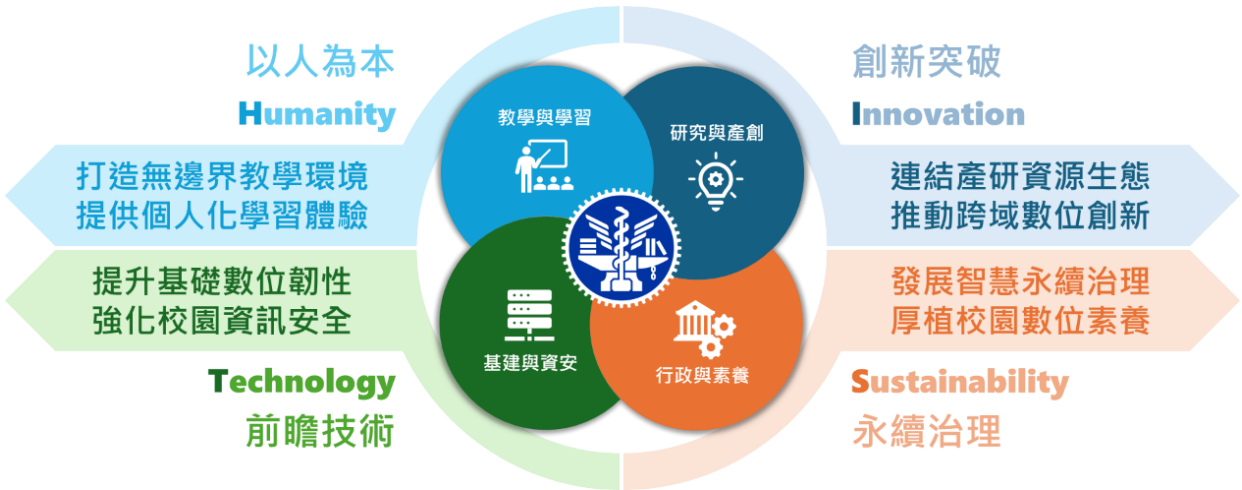 以人為本
Humanity
打造無邊界教學環境
提供個人化學習體驗
教學與學習
創新突破
Innovation
連結產研資源生態
推動跨域數位創新
研究與產創
提升基礎數位韌性
強化校園資訊安全
Technology
前瞻技術
基建與資安
發展智慧永續治理
厚植校園數位素養
Sustainability
永續治理
行政與素養